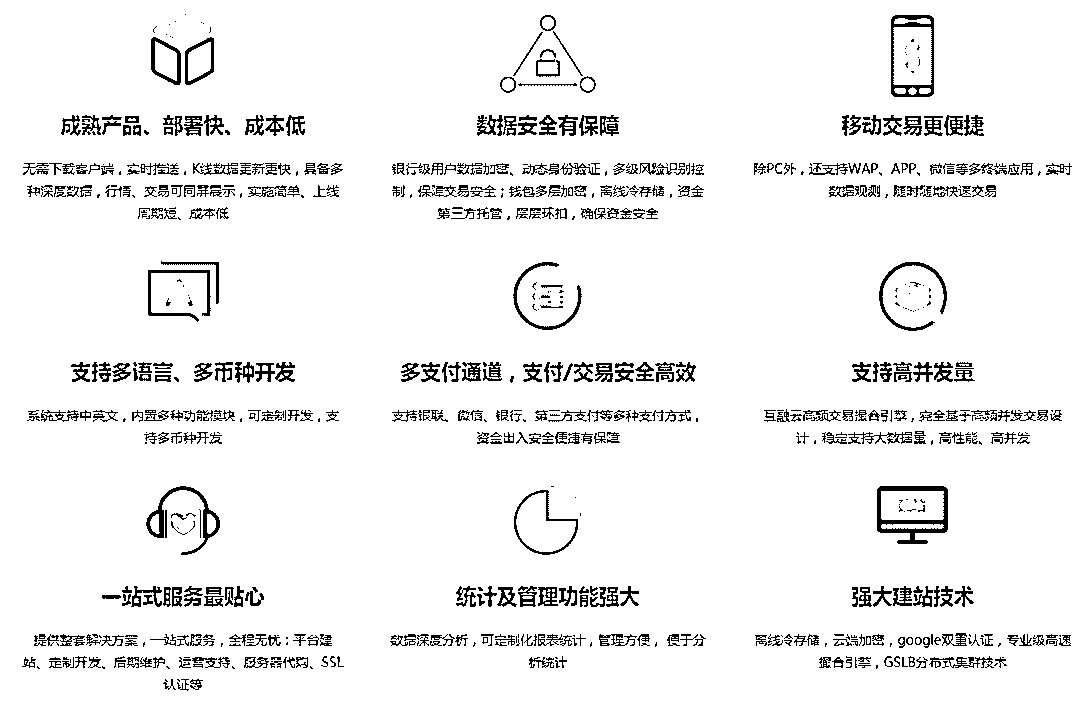 成熟产品、部署快、成本低
无需下载客户端，实时推送，K线数据更新更快，具备多
种深度数据，行情、交易可同屏展示，实施简单、上线
周期短、成本低
数据安全有保障
银行级用户数据加密、动态身份验证，多级风险识别控
制，保障交易安全；钱包多层加密，离线冷存储，资金
第三方托管，层层环扣，确保资金安全
移动交易更便捷
除PC外，还支持WAP、APP、微信等多终端应用，实时
数据观测，随时随地快速交易
支持多语言、多币种开发
系统支持中英文，内置多种功能模块，可定制开发，支
持多币种开发
多支付通道，支付/交易安全高效
支持银联、微信、银行、第三方支付等多种支付方式，
资金出入安全便捷有保障
支持高并发量
互融云高频交易撮合引擎，完全基于高频并发交易设
计，稳定支持大数据量，高性能、高并发
一站式服务最贴心
提供整套解决方案，一站式服务，全程无忧：平台建
站、定制开发、后期维护、运营支持、服务器代购、SSL
认证等
统计及管理功能强大
数据深度分析，可定制化报表统计，管理方便， 便于分
析统计
强大建站技术
离线冷存储，云端加密，google双重认证，专业级高速
撮合引擎，GSLB分布式集群技术